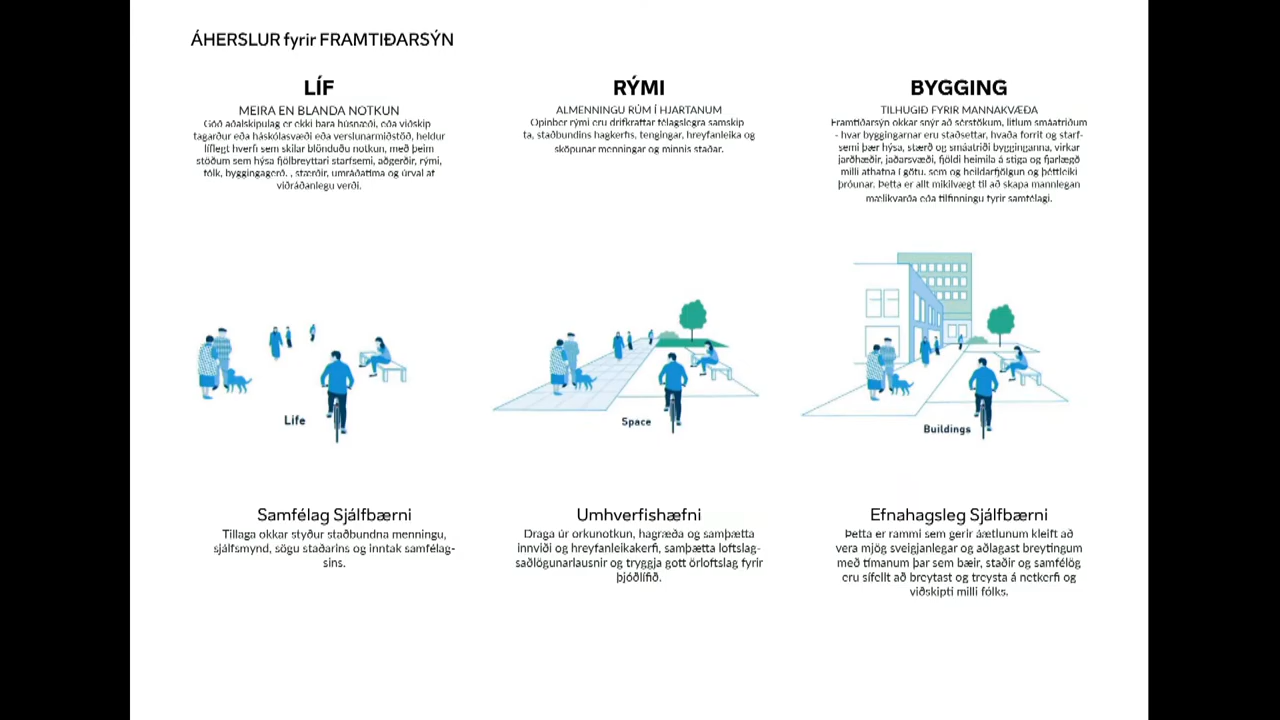 ÁHERSLUR fyrir FRAMTIÐARSÝN
LÍF
MEIRA EN BLANDA NOTKUN
Góð aðalskipulag er ekki bara húsnæði, eða viðskip
tagarður eða háskólasvæði eða verslunarmiðstöð, heldur
líflegt hverfi sem skilar blönduðu notkun, með þeim
stöðum sem hýsa fjölbreyttari starfsemi, aðgerðir, rými,
fólk, byggingagerð. , stærðir, umráðatíma og úrval af
viðráðanlegu verði.
RÝMI
ALMENNINGU RÚM Í HJARTANUM
Opinber rými eru drifkraftar félagslegra samskip
ta, staðbundins hagkerfis, tengingar, hreyfanleika og
sköpunar menningar og minnis staðar.
BYGGING
TILHUGIÐ FYRIR MANNAKVÆÐA
Framtíðarsýn okkar snýr að sérstökum, litlum smáatriðum
- hvar byggingarnar eru staðsettar, hvaða forrit og starf-
semi þær hýsa, stærð og smáatriði bygginganna, virkar
jarðhæðir, jaðarsvæði, fjöldi heimila á stiga og fjarlægð
milli athafna í götu. sem og heildarfjölgun og þéttleiki
þróunar. Þetta er allt mikilvægt til að skapa mannlegan
mælikvarða eða tilfinningu fyrir samfélagi.
Life
Space
Buildings
Samfélag Sjálfbærni
Tillaga okkar styður staðbundna menningu,
sjálfsmynd, sögu staðarins og inntak samfélag-
sins.
Umhverfishæfni
Draga úr orkunotkun, hagræða og samþætta
innviði og hreyfanleikakerfi, samþætta loftslag-
saðlögunarlausnir og tryggja gott örloftslag fyrir
þjóðlífið.
Efnahagsleg Sjálfbærni
Þetta er rammi sem gerir áætlunum kleift að
vera mjög sveigjanlegar og aðlagast breytingum
með tímanum þar sem bæir, staðir og samfélög
eru sífellt að breytast og treysta á netkerfi og
viðskipti milli fólks.